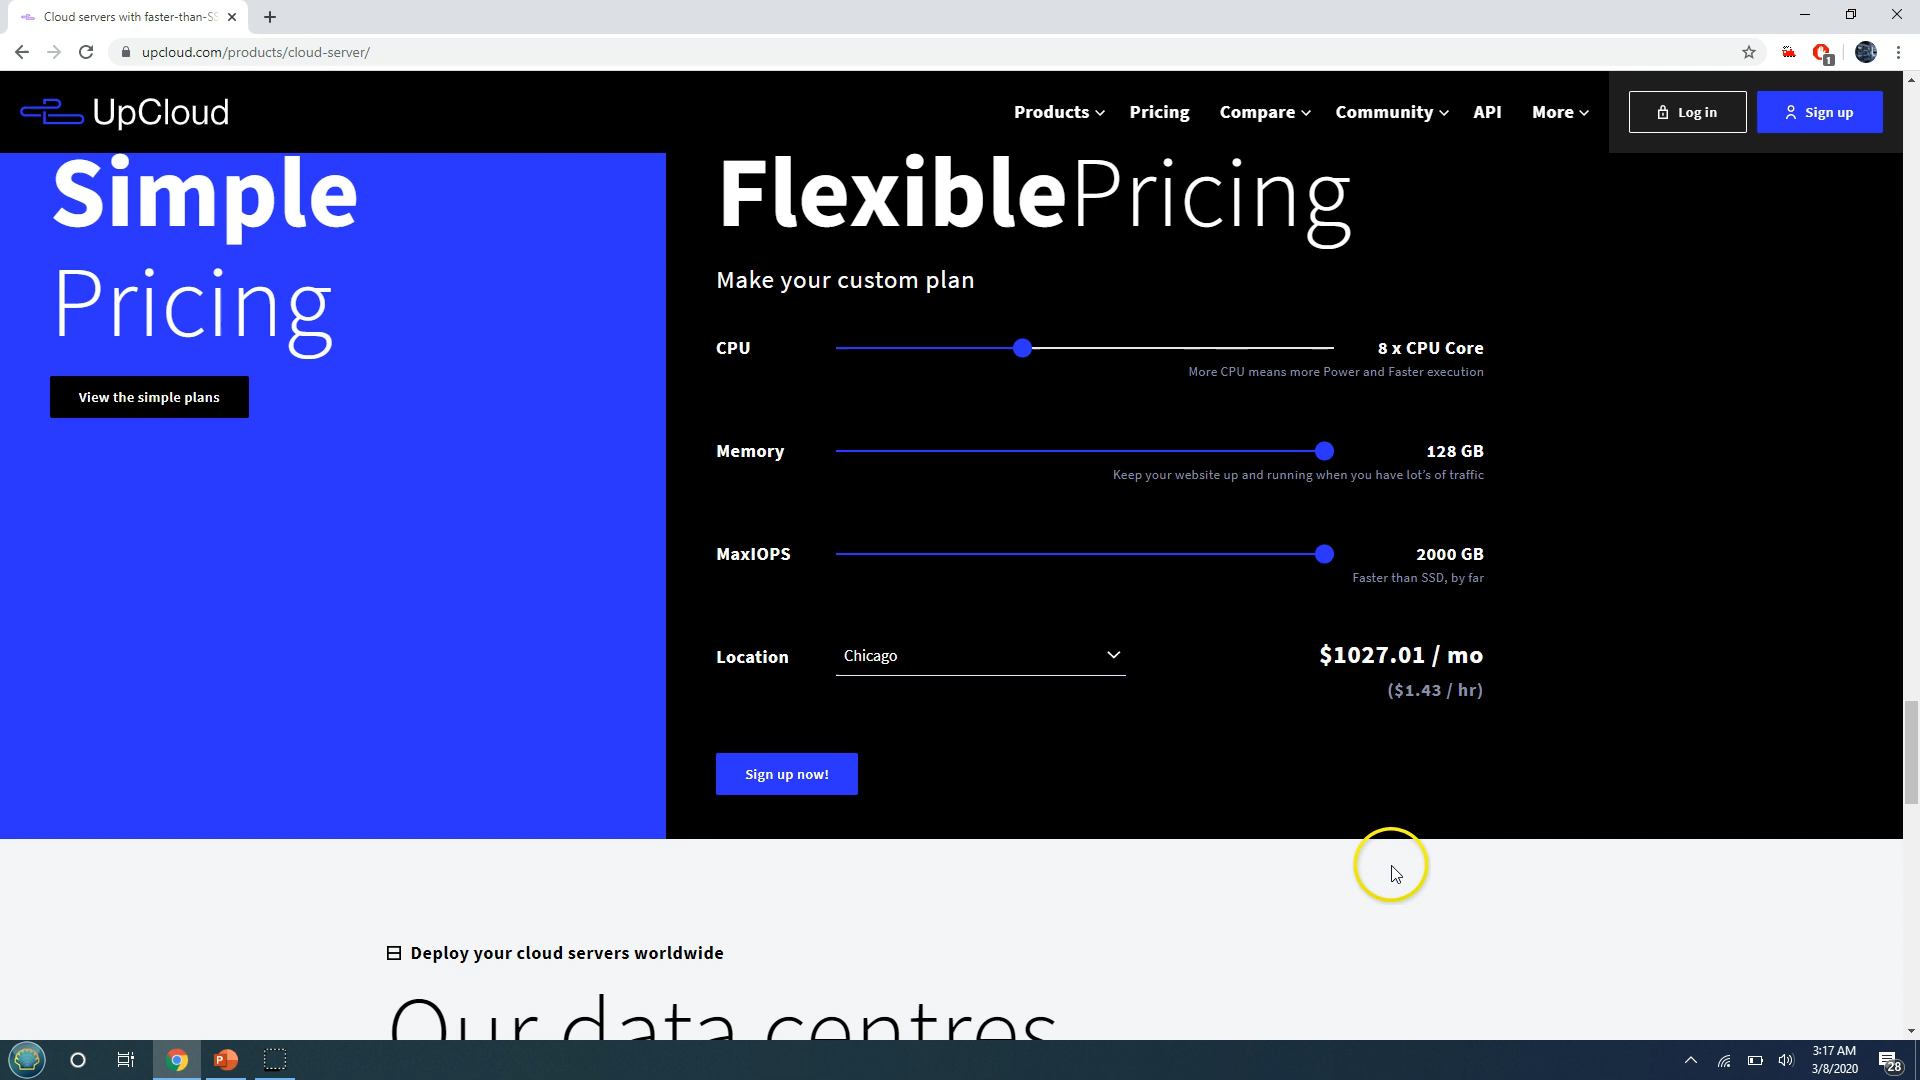 Cloud servers with faster-than-SS
upcloud.com/products/cloud-server/
1
UpCloud
Products
Pricing
Compare
Community
API
More
Log in
Sign up
Simple
Pricing
View the simple plans
FlexiblePricing
Make your custom plan
CPU
8 x CPU Core
More CPU means more Power and Faster execution
Memory
128 GB
Keep your website up and running when you have lot's of traffic
MaxIOPS
2000 GB
Faster than SSD, by far
Location
Chicago
$1027.01 / mo
($1.43 / hr)
Sign up now!
Deploy your cloud servers worldwide
Our data centres
3:17 AM
3/8/2020
28